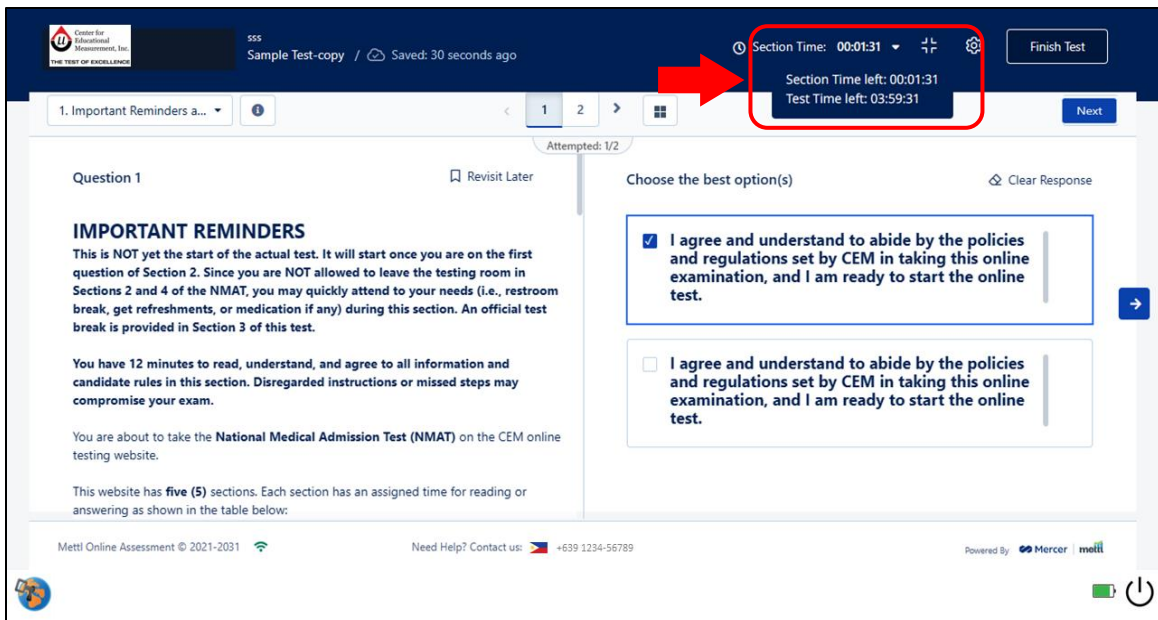 Center for
Educational
Measurement, Inc.
THE TEST OF EXCELLENCE
sss
Sample Test-copy / Saved: 30 seconds ago
Section Time: 00:01:31
Finish Test
Section Time left: 00:01:31
Test Time left: 03:59:31
1. Important Reminders a...
1 2
Next
Attempted: 1/2
Question 1
Revisit Later
IMPORTANT REMINDERS
This is NOT yet the start of the actual test. It will start once you are on the first
question of Section 2. Since you are NOT allowed to leave the testing room in
Sections 2 and 4 of the NMAT, you may quickly attend to your needs (i.e., restroom
break, get refreshments, or medication if any) during this section. An official test
break is provided in Section 3 of this test.
You have 12 minutes to read, understand, and agree to all information and
candidate rules in this section. Disregarded instructions or missed steps may
compromise your exam.
You are about to take the National Medical Admission Test (NMAT) on the CEM online
testing website.
This website has five (5) sections. Each section has an assigned time for reading or
answering as shown in the table below:
Choose the best option(s)
Clear Response
I agree and understand to abide by the policies
and regulations set by CEM in taking this online
examination, and I am ready to start the online
test.
I agree and understand to abide by the policies
and regulations set by CEM in taking this online
examination, and I am ready to start the online
test.
Mettl Online Assessment © 2021-2031
Need Help? Contact us: +639 1234-56789
Powered By Mercer | mettl